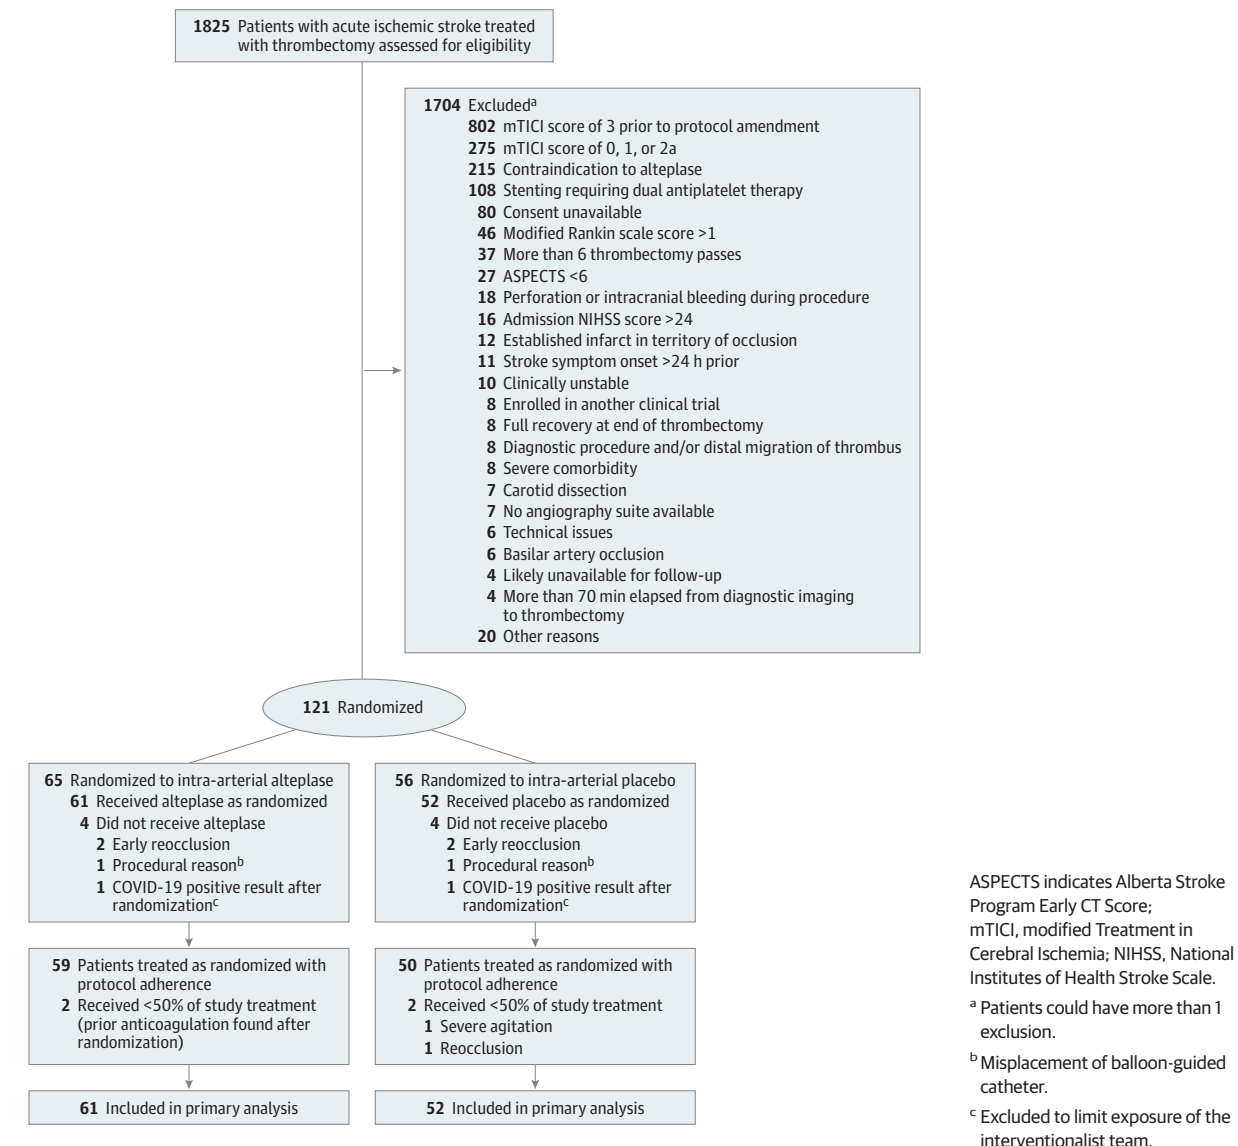 1825 Patients with acute ischemic stroke treated
with thrombectomy assessed for eligibility
1704 Excludedª
802 mTICI score of 3 prior to protocol amendment
275 mTICI score of 0, 1, or 2a
215 Contraindication to alteplase
108 Stenting requiring dual antiplatelet therapy
80 Consent unavailable
46 Modified Rankin scale score >1
37 More than 6 thrombectomy passes
27 ASPECTS <6
18 Perforation or intracranial bleeding during procedure
16 Admission NIHSS score >24
12 Established infarct in territory of occlusion
11 Stroke symptom onset >24 h prior
10 Clinically unstable
8 Enrolled in another clinical trial
8 Full recovery at end of thrombectomy
8 Diagnostic procedure and/or distal migration of thrombus
8 Severe comorbidity
7 Carotid dissection
7 No angiography suite available
6 Technical issues
6 Basilar artery occlusion
4 Likely unavailable for follow-up
4 More than 70 min elapsed from diagnostic imaging
to thrombectomy
20 Other reasons
121 Randomized
65 Randomized to intra-arterial alteplase
61 Received alteplase as randomized
4 Did not receive alteplase
2 Early reocclusion
1 Procedural reasonᵇ
1 COVID-19 positive result after
randomizationᶜ
56 Randomized to intra-arterial placebo
52 Received placebo as randomized
4 Did not receive placebo
2 Early reocclusion
1 Procedural reasonᵇ
1 COVID-19 positive result after
randomizationᶜ
59 Patients treated as randomized with
protocol adherence
2 Received <50% of study treatment
(prior anticoagulation found after
randomization)
50 Patients treated as randomized with
protocol adherence
2 Received <50% of study treatment
1 Severe agitation
1 Reocclusion
61 Included in primary analysis
52 Included in primary analysis
ASPECTS indicates Alberta Stroke
Program Early CT Score;
mTICI, modified Treatment in
Cerebral Ischemia; NIHSS, National
Institutes of Health Stroke Scale.
ª Patients could have more than 1
exclusion.
ᵇ Misplacement of balloon-guided
catheter.
ᶜ Excluded to limit exposure of the
interventionalist team.